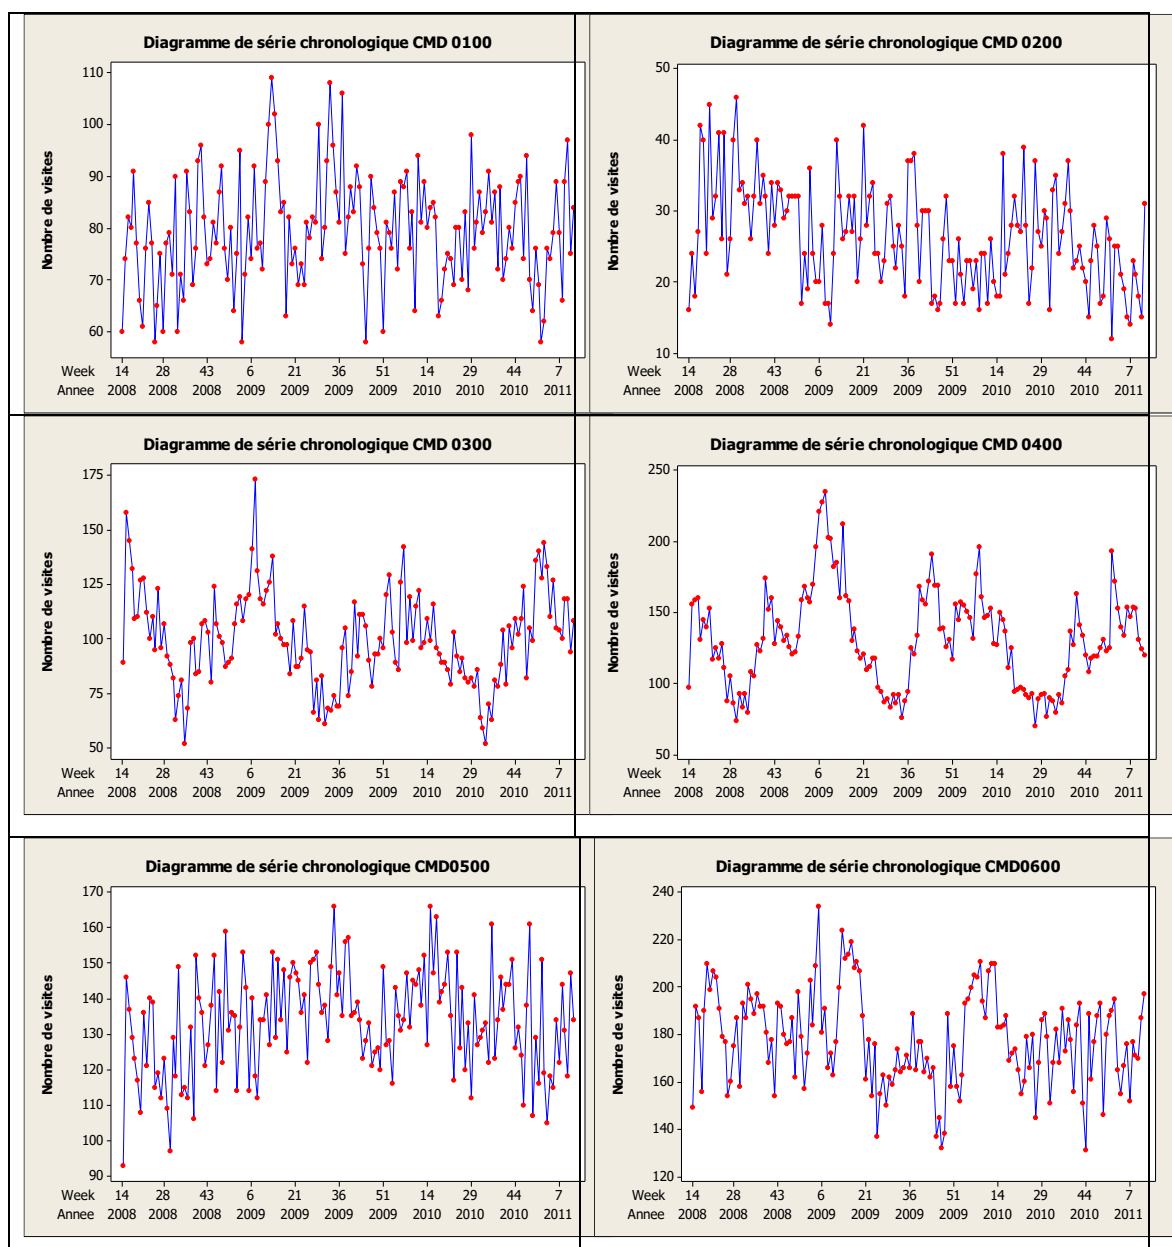 Diagramme de série chronologique CMD 0100
Nombre de visites
110
100
90
80
70
60
Week 14 28 43 6 21 36 51 14 29 44 7
Annee 2008 2008 2008 2009 2009 2009 2009 2010 2010 2010 2011
Diagramme de série chronologique CMD 0200
Nombre de visites
50
40
30
20
10
Week 14 28 43 6 21 36 51 14 29 44 7
Annee 2008 2008 2008 2009 2009 2009 2009 2010 2010 2010 2011
Diagramme de série chronologique CMD 0300
Nombre de visites
175
150
125
100
75
50
Week 14 28 43 6 21 36 51 14 29 44 7
Annee 2008 2008 2008 2009 2009 2009 2009 2010 2010 2010 2011
Diagramme de série chronologique CMD 0400
Nombre de visites
250
200
150
100
50
Week 14 28 43 6 21 36 51 14 29 44 7
Annee 2008 2008 2008 2009 2009 2009 2009 2010 2010 2010 2011
Diagramme de série chronologique CMD0500
Nombre de visites
170
160
150
140
130
120
110
100
90
Week 14 28 43 6 21 36 51 14 29 44 7
Annee 2008 2008 2008 2009 2009 2009 2009 2010 2010 2010 2011
Diagramme de série chronologique CMD0600
Nombre de visites
240
220
200
180
160
140
120
Week 14 28 43 6 21 36 51 14 29 44 7
Annee 2008 2008 2008 2009 2009 2009 2009 2010 2010 2010 2011